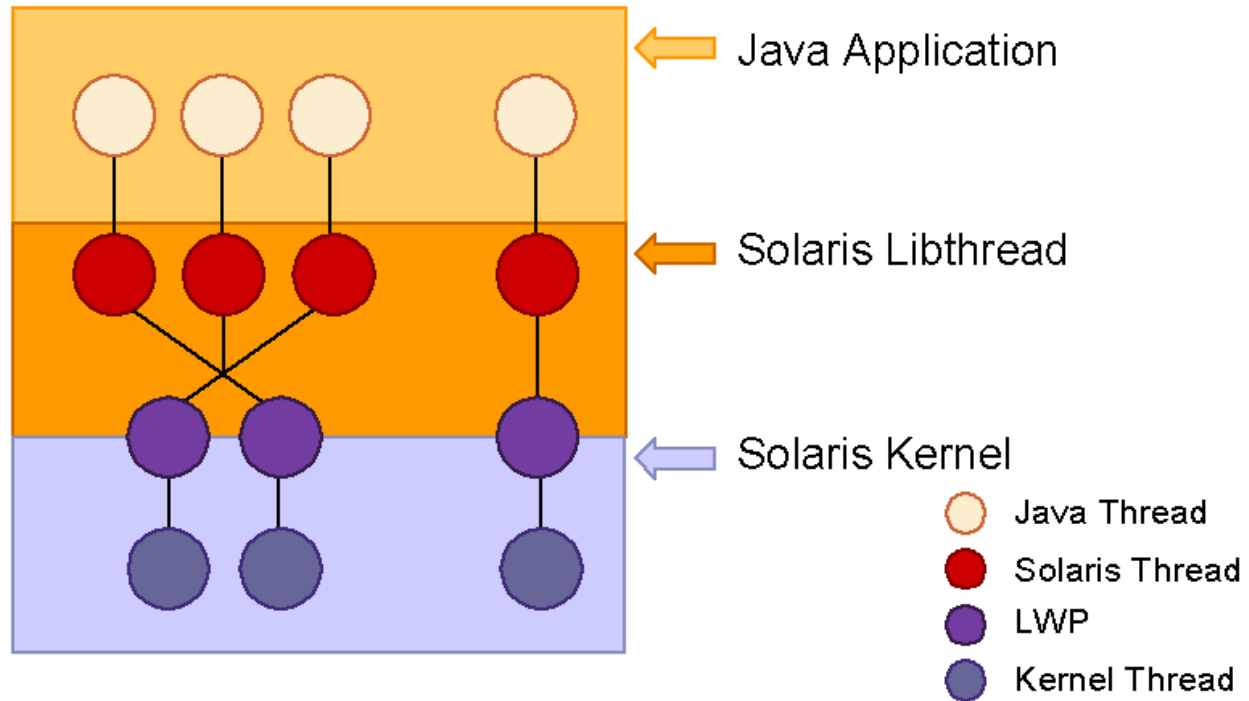 Java Application
Solaris Libthread
Solaris Kernel
Java Thread
Solaris Thread
LWP
Kernel Thread